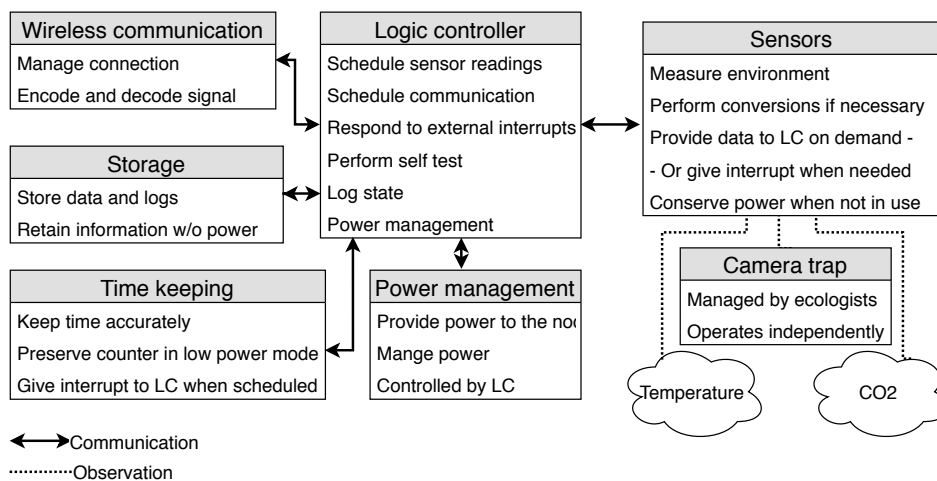 Wireless communication
Manage connection
Encode and decode signal
Storage
Store data and logs
Retain information w/o power
Time keeping
Keep time accurately
Preserve counter in low power mode
Give interrupt to LC when scheduled
Logic controller
Schedule sensor readings
Schedule communication
Respond to external interrupts
Perform self test
Log state
Power management
Power management
Provide power to the
Mange power
Controlled by LC
Sensors
Measure environment
Perform conversions if necessary
Provide data to LC on demand -
- Or give interrupt when needed
Conserve power when not in use
Camera trap
Managed by ecologists
Operates independently
Temperature
CO2
Communication
Observation